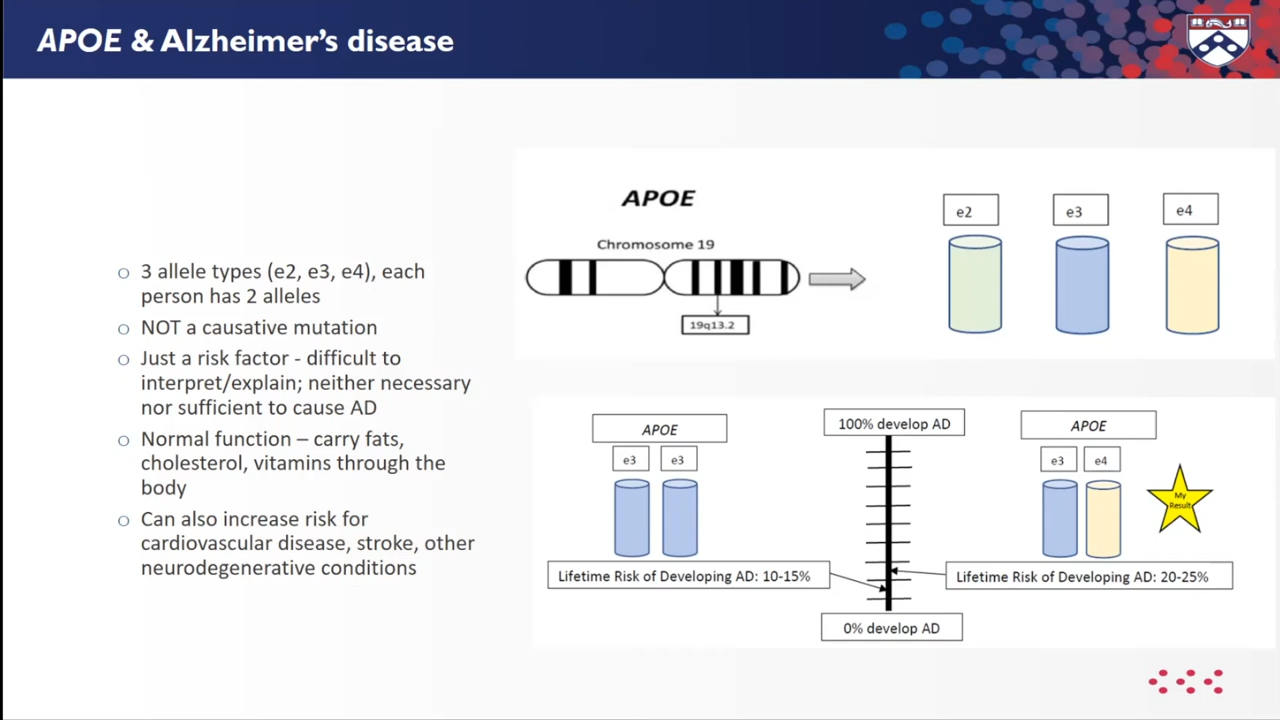 APOE & Alzheimer's disease
○ 3 allele types (e2, e3, e4), each
person has 2 alleles
○ NOT a causative mutation
○ Just a risk factor - difficult to
interpret/explain; neither necessary
nor sufficient to cause AD
○ Normal function – carry fats,
cholesterol, vitamins through the
body
○ Can also increase risk for
cardiovascular disease, stroke, other
neurodegenerative conditions
APOE
Chromosome 19
19q13.2
e2
e3
e4
APOE
e3 e3
Lifetime Risk of Developing AD: 10-15%
100% develop AD
0% develop AD
APOE
e3 e4
My
Result
Lifetime Risk of Developing AD: 20-25%